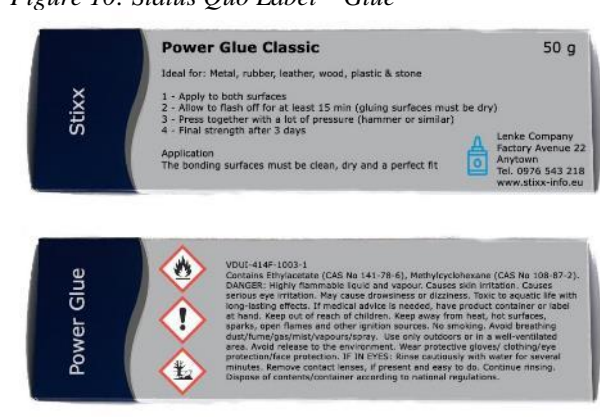 Figure 10: Status Quo Label – Glue
Stixx
Power Glue Classic
50 g
Ideal for: Metal, rubber, leather, wood, plastic & stone
1 - Apply to both surfaces
2 - Allow to flash off for at least 15 min (gluing surfaces must be dry)
3 - Press together with a lot of pressure (hammer or similar)
4 - Final strength after 3 days
Application
The bonding surfaces must be clean, dry and a perfect fit
Lenke Company
Factory Avenue 22
Anytown
Tel. 0976 543 218
www.stixx-info.eu
Power Glue
VDUI-414F-1003-1
Contains Ethylacetate (CAS No 141-78-6), Methylcyclohexane (CAS No 108-87-2).
DANGER: Highly flammable liquid and vapour. Causes skin irritation. Causes
serious eye irritation. May cause drowsiness or dizziness. Toxic to aquatic life with
long-lasting effects. If medical advice is needed, have product container or label
at hand. Keep out of reach of children. Keep away from heat, hot surfaces,
sparks, open flames and other ignition sources. No smoking. Avoid breathing
dust/fume/gas/mist/vapours/spray. Use only outdoors or in a well-ventilated
area. Avoid release to the environment. Wear protective gloves/ clothing/eye
protection/face protection. IF IN EYES: Rinse cautiously with water for several
minutes. Remove contact lenses, if present and easy to do. Continue rinsing.
Dispose of contents/container according to national regulations.